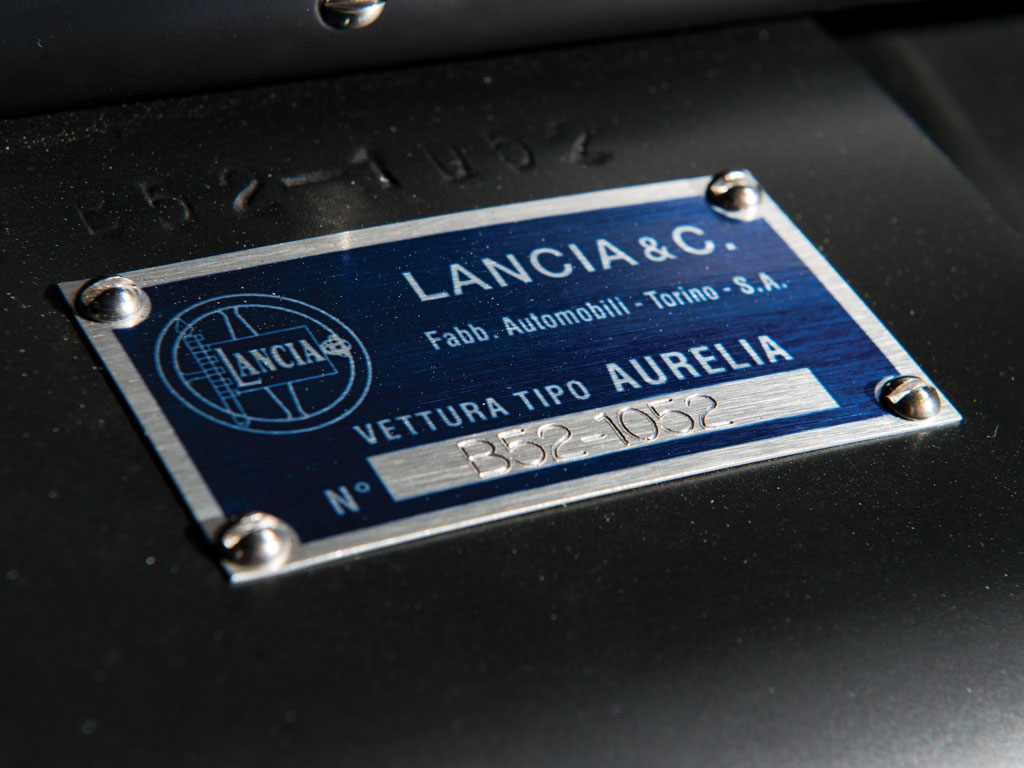 B52-1052
LANCIA & C.
Fabb. Automobili - Torino - S.A.
LANCIA
VETTURA TIPO AURELIA
N° B52-1052